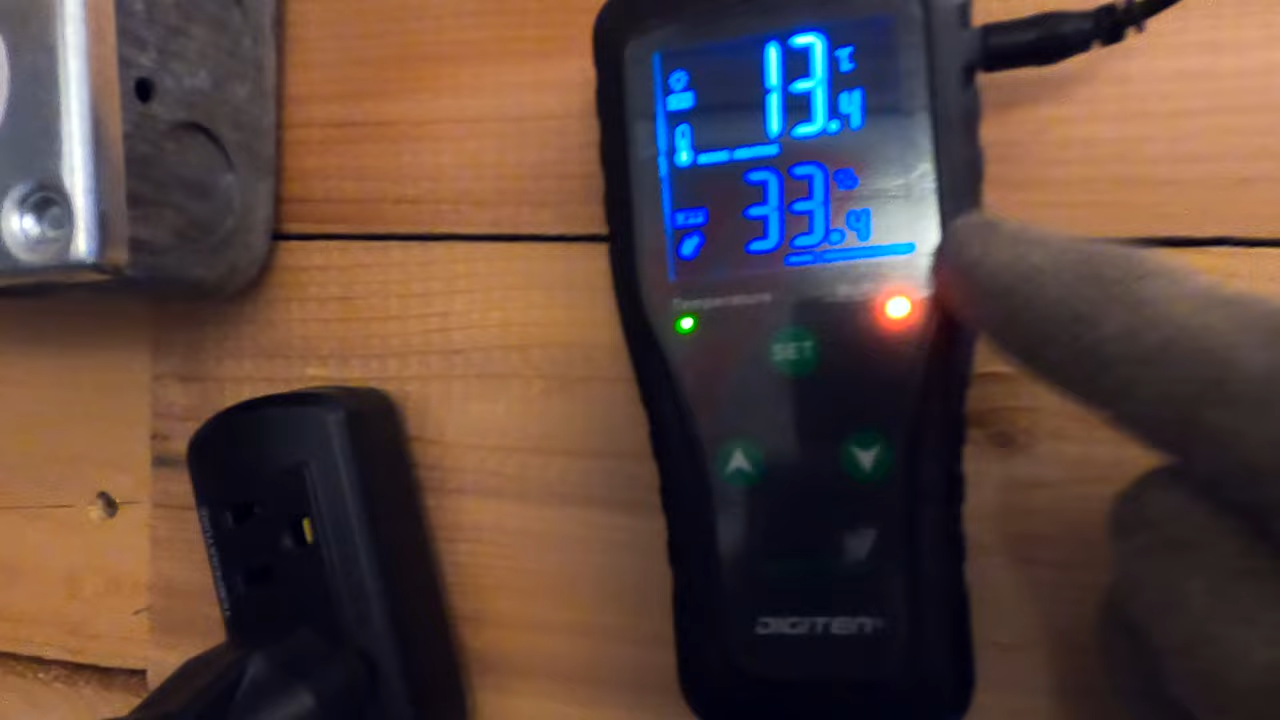 13.4 ℃
33.4 %
Temperature
SET
DIGITEN